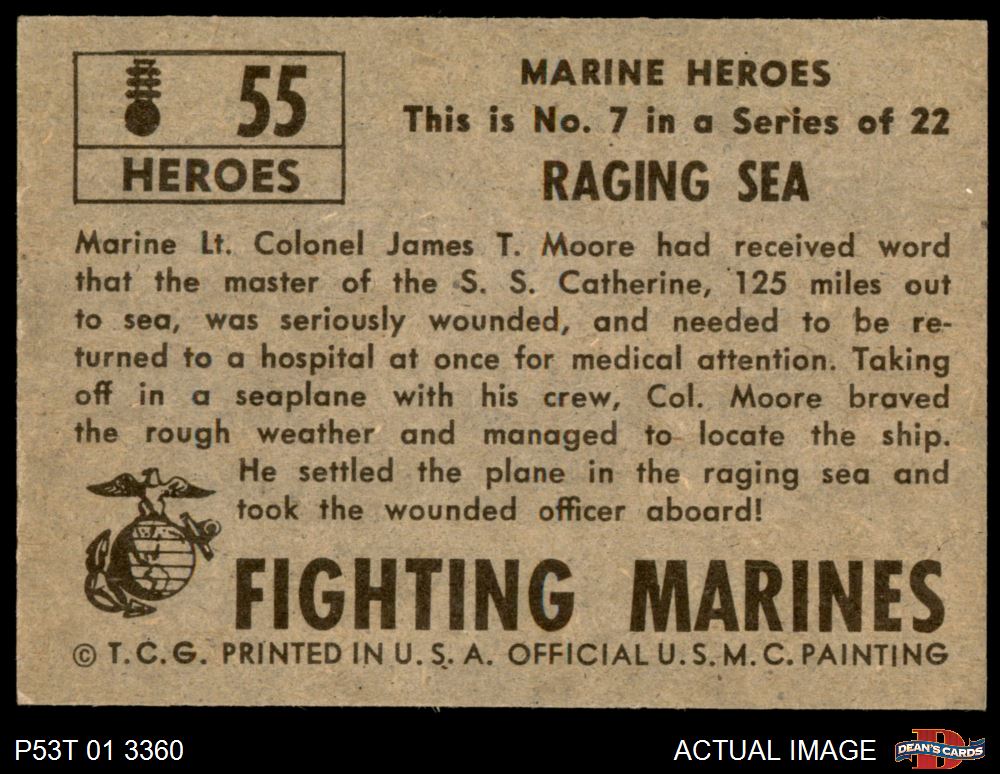 55
HEROES
MARINE HEROES
This is No. 7 in a Series of 22
RAGING SEA
Marine Lt. Colonel James T. Moore had received word
that the master of the S. S. Catherine, 125 miles out
to sea, was seriously wounded, and needed to be re-
turned to a hospital at once for medical attention. Taking
off in a seaplane with his crew, Col. Moore braved
the rough weather and managed to locate the ship.
He settled the plane in the raging sea and
took the wounded officer aboard!
FIGHTING MARINES
© T.C.G. PRINTED IN U.S.A. OFFICIAL U.S.M.C. PAINTING
P53T 01 3360
ACTUAL IMAGE
D
DEAN'S CARDS